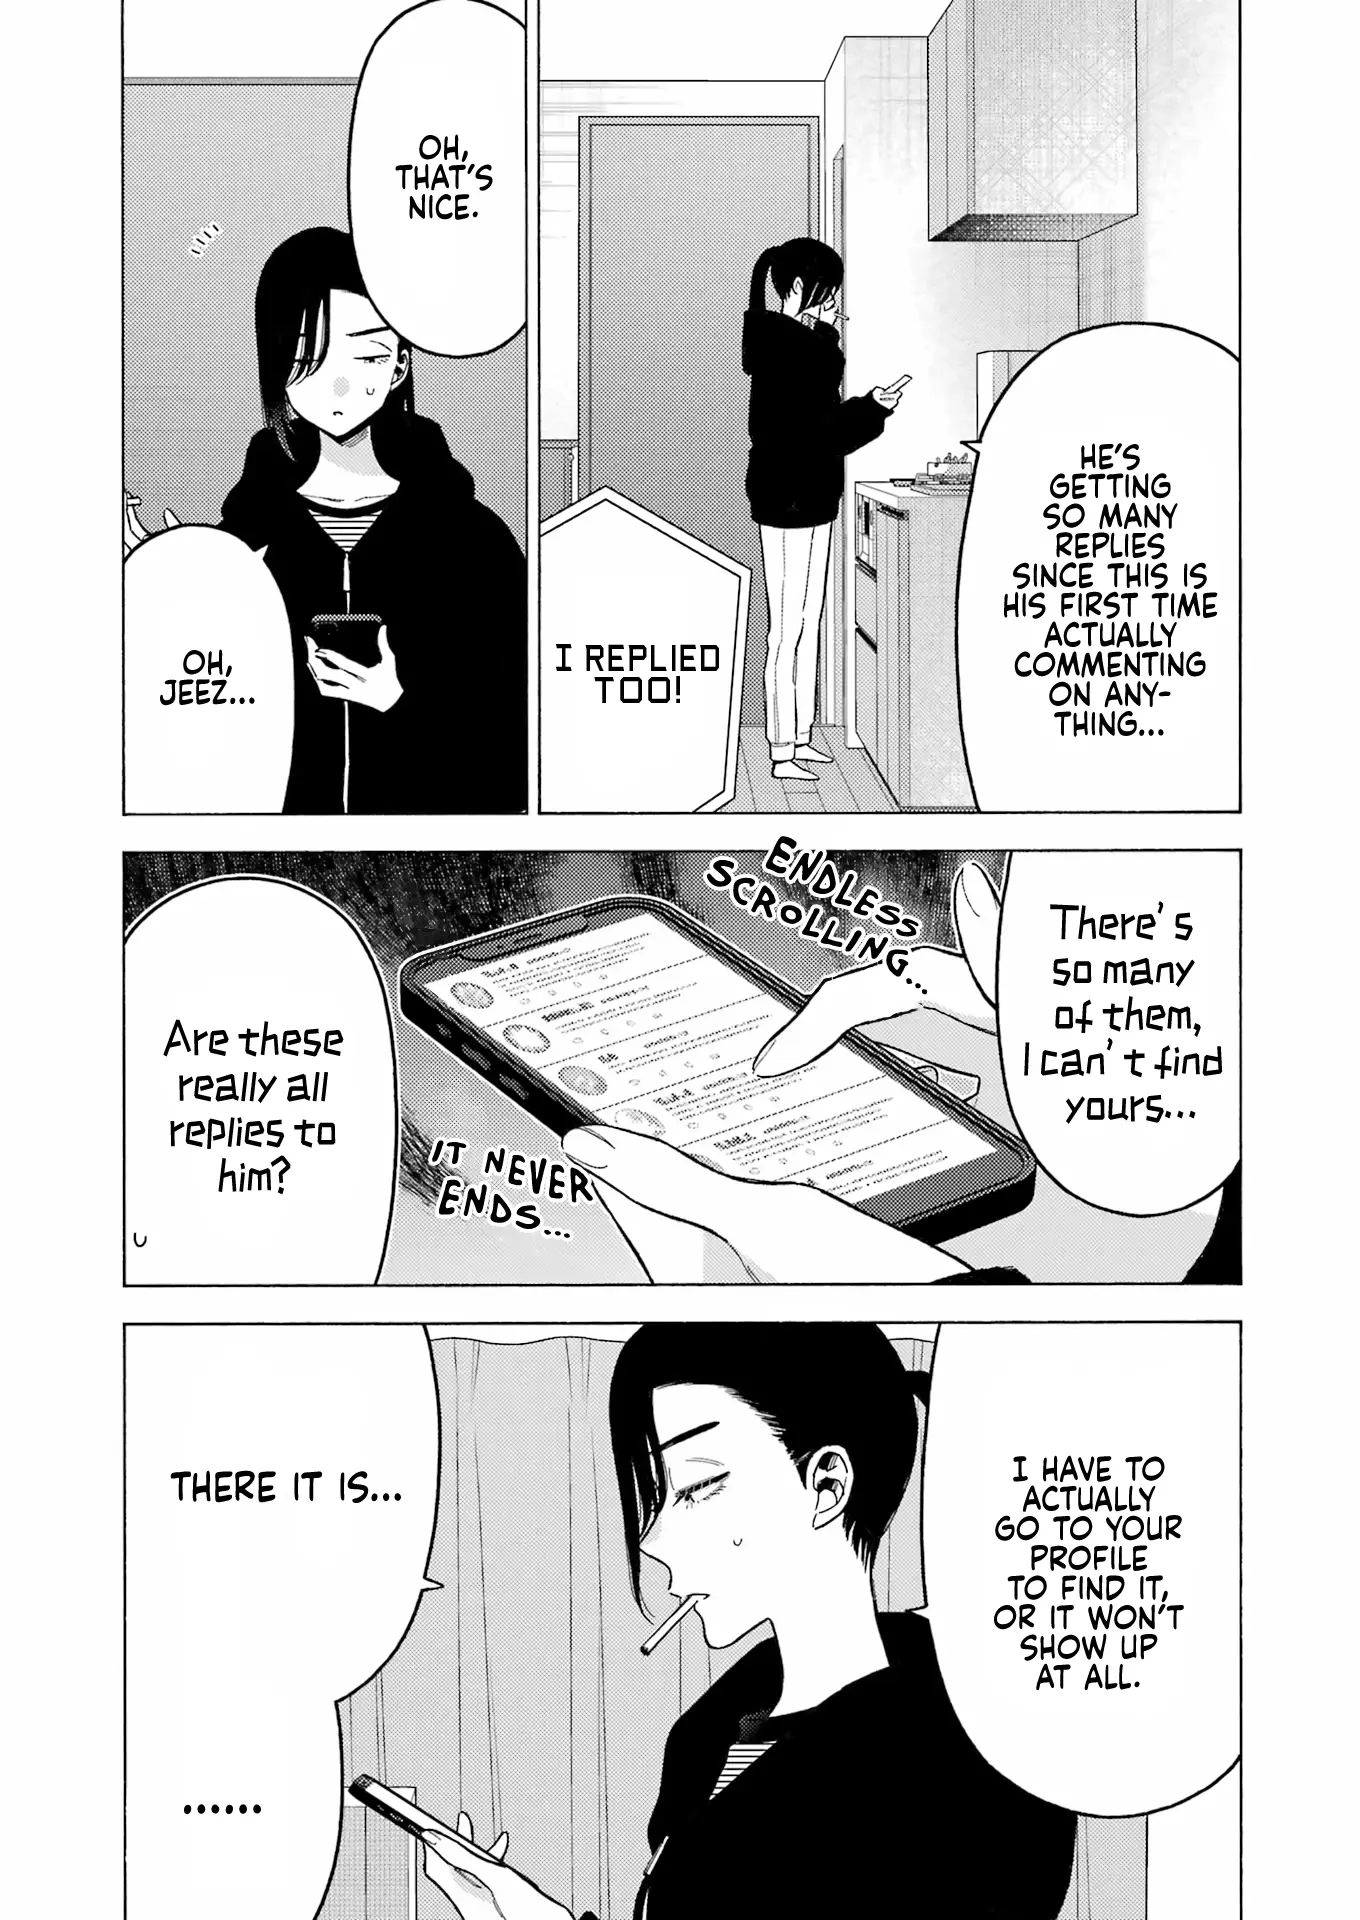 HE'S
GETTING
SO MANY
REPLIES
SINCE THIS IS
HIS FIRST TIME
ACTUALLY
COMMENTING
ON ANY-
THING...
I REPLIED
TOO!
OH,
THAT'S
NICE.
OH,
JEEZ...
There's
so many
of them,
I can't find
yours...
ENDLESS
SCROLLING...
IT NEVER
ENDS...
Are these
really all
replies to
him?
I HAVE TO
ACTUALLY
GO TO YOUR
PROFILE
TO FIND IT,
OR IT WON'T
SHOW UP
AT ALL.
THERE IT IS...
......